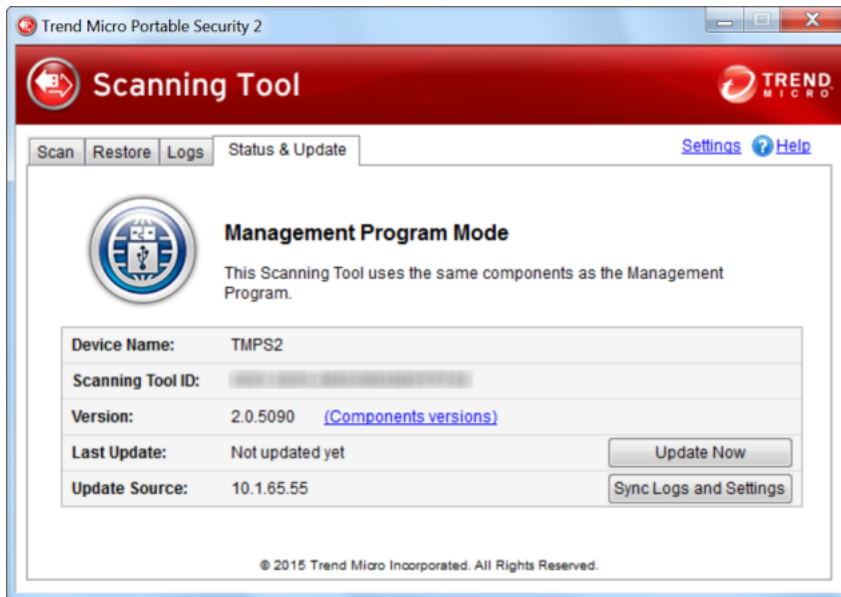 Trend Micro Portable Security 2
Scanning Tool
TREND
MICRO
Scan Restore Logs Status & Update Settings Help
Management Program Mode
This Scanning Tool uses the same components as the Management
Program.
Device Name: TMPS2
Scanning Tool ID:
Version: 2.0.5090 (Components versions)
Last Update: Not updated yet Update Now
Update Source: 10.1.65.55 Sync Logs and Settings
© 2015 Trend Micro Incorporated. All Rights Reserved.